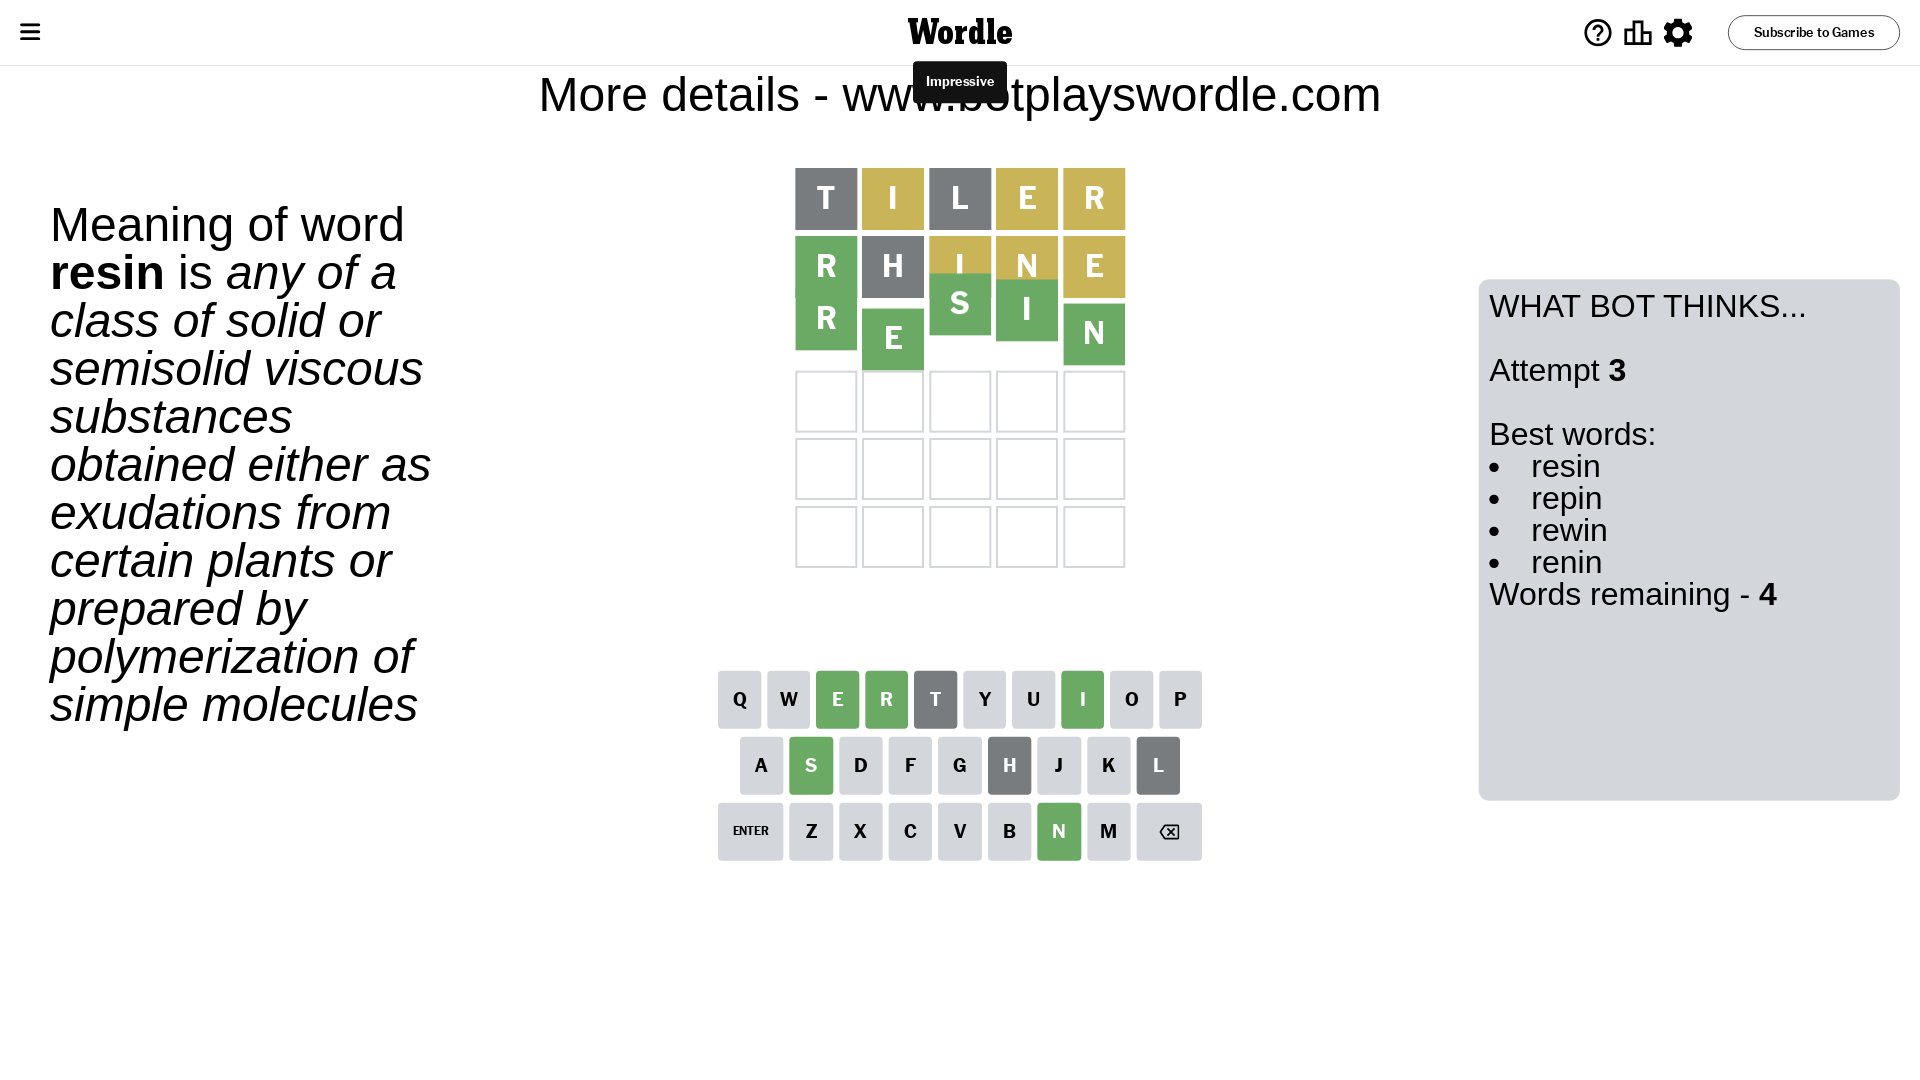 Wordle
Subscribe to Games
Impressive
More details - www.botplayswordle.com
Meaning of word
resin is any of a
class of solid or
semisolid viscous
substances
obtained either as
exudations from
certain plants or
prepared by
polymerization of
simple molecules
T I L E R
R H I N E
R E S I N
WHAT BOT THINKS...
Attempt 3
Best words:
• resin
• repin
• rewin
• renin
Words remaining - 4
Q W E R T Y U I O P
A S D F G H J K L
ENTER Z X C V B N M